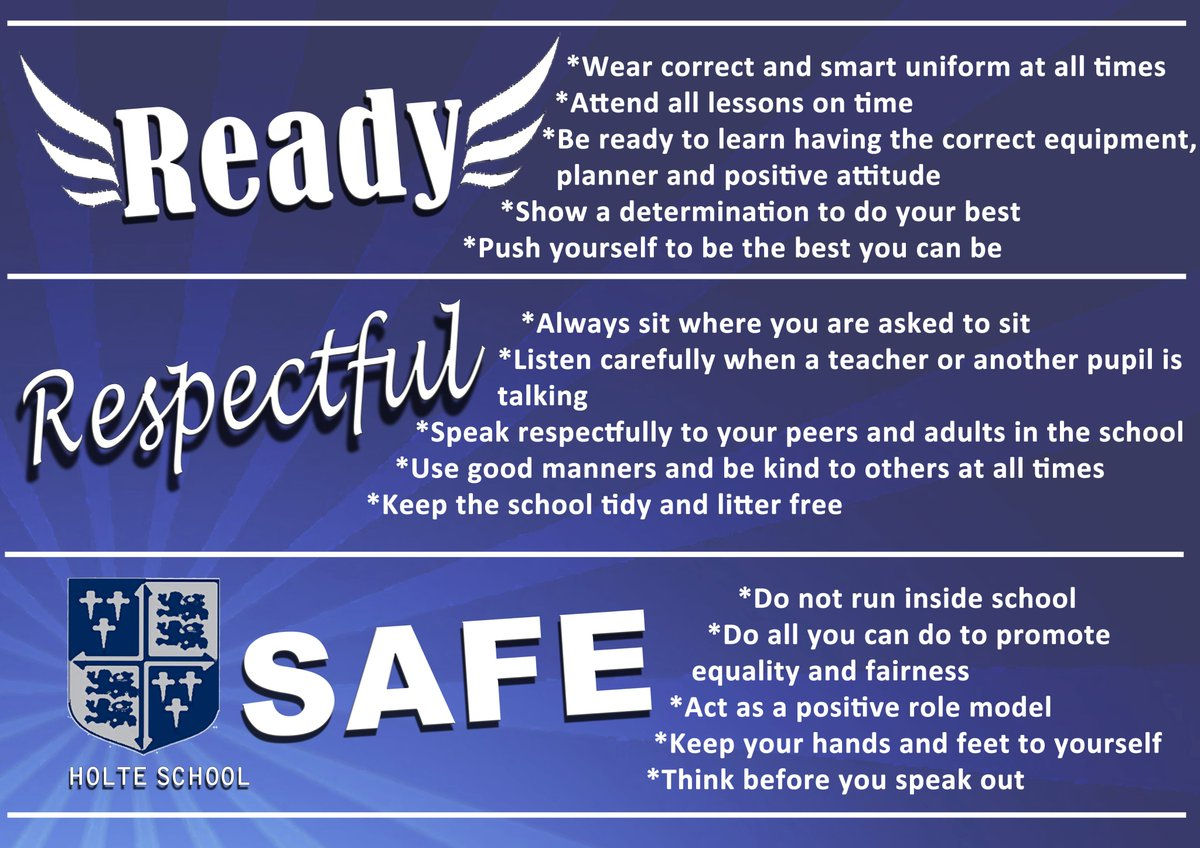 Ready
*Wear correct and smart uniform at all times
*Attend all lessons on time
*Be ready to learn having the correct equipment,
planner and positive attitude
*Show a determination to do your best
*Push yourself to be the best you can be
Respectful
*Always sit where you are asked to sit
*Listen carefully when a teacher or another pupil is
talking
*Speak respectfully to your peers and adults in the school
*Use good manners and be kind to others at all times
*Keep the school tidy and litter free
SAFE
*Do not run inside school
*Do all you can do to promote
equality and fairness
*Act as a positive role model
*Keep your hands and feet to yourself
*Think before you speak out
HOLTE SCHOOL